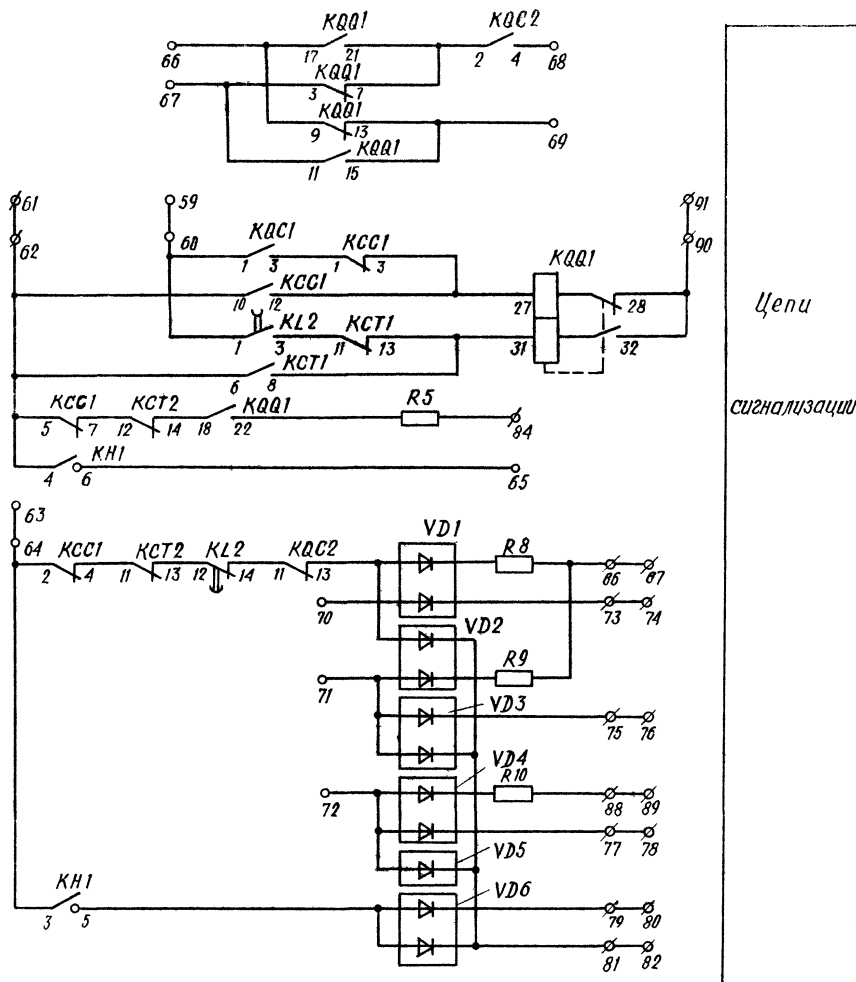 KQQ1 KQC2
66 17 21 2 4 68
KQQ1
67 3 7
KQQ1
9 13 69
KQQ1
11 15
61 59 91
62 60 KQC1 KCC1 90
1 3 1 3 KQQ1
KCC1
10 12 27 28
KL2 KCT1
1 3 11 13 31 32
KCT1
6 8
KCC1 KCT2 KQQ1 R5
5 7 12 14 18 22 84
KH1
4 6 65
63
64 KCC1 KCT2 KL2 KQC2 VD1 R8
2 4 11 13 12 14 11 13 86 87
70 73 74
VD2
R9
71
VD3
75 76
VD4
R10
72 88 89
77 78
VD5
KH1 VD6
3 5 79 80
81 82
Цепи
сигнализации